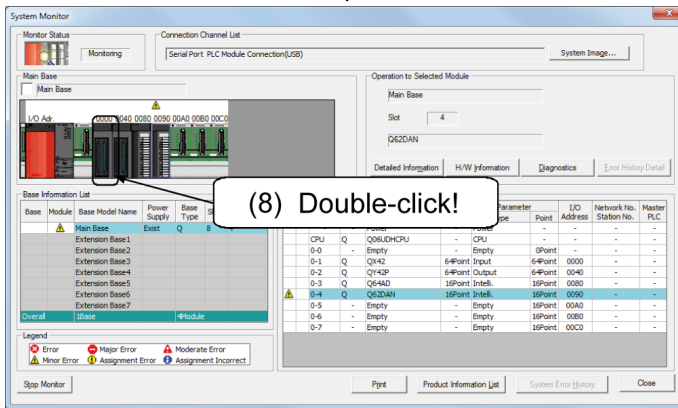 System Monitor
Monitor Status
Monitoring
Connection Channel List
Serial Port PLC Module Connection(USB)
System Image...
Main Base
Main Base
I/O Adr.
0000 0040 0080 0090 00A0 00B0 00C0
Operation to Selected Module
Main Base
Slot 4
Q62DAN
Detailed Information
H/W Information
Diagnostics
Error History Detail
(8) Double-click!
Base Information List
Base Module Base Model Name Power Supply Base Type
Main Base Exist Q 8
Extension Base1
Extension Base2
Extension Base3
Extension Base4
Extension Base5
Extension Base6
Extension Base7
Overall 1Base 4Module
Parameter
Point
I/O Address
Network No. Station No.
Master PLC
CPU Q Q06UDHCPU - CPU - - - -
0-0 - Empty - Empty 0Point - - -
0-1 Q QX42 64Point Input 64Point 0000 - -
0-2 Q QY42P 64Point Output 64Point 0040 - -
0-3 Q Q64AD 16Point Intelli. 16Point 0080 - -
0-4 Q Q62DAN 16Point Intelli. 16Point 0090 - -
0-5 - Empty - Empty 16Point 00A0 - -
0-6 - Empty - Empty 16Point 00B0 - -
0-7 - Empty - Empty 16Point 00C0 - -
Legend
Error
Major Error
Moderate Error
Minor Error
Assignment Error
Assignment Incorrect
Stop Monitor
Print
Product Information List
System Error History
Close